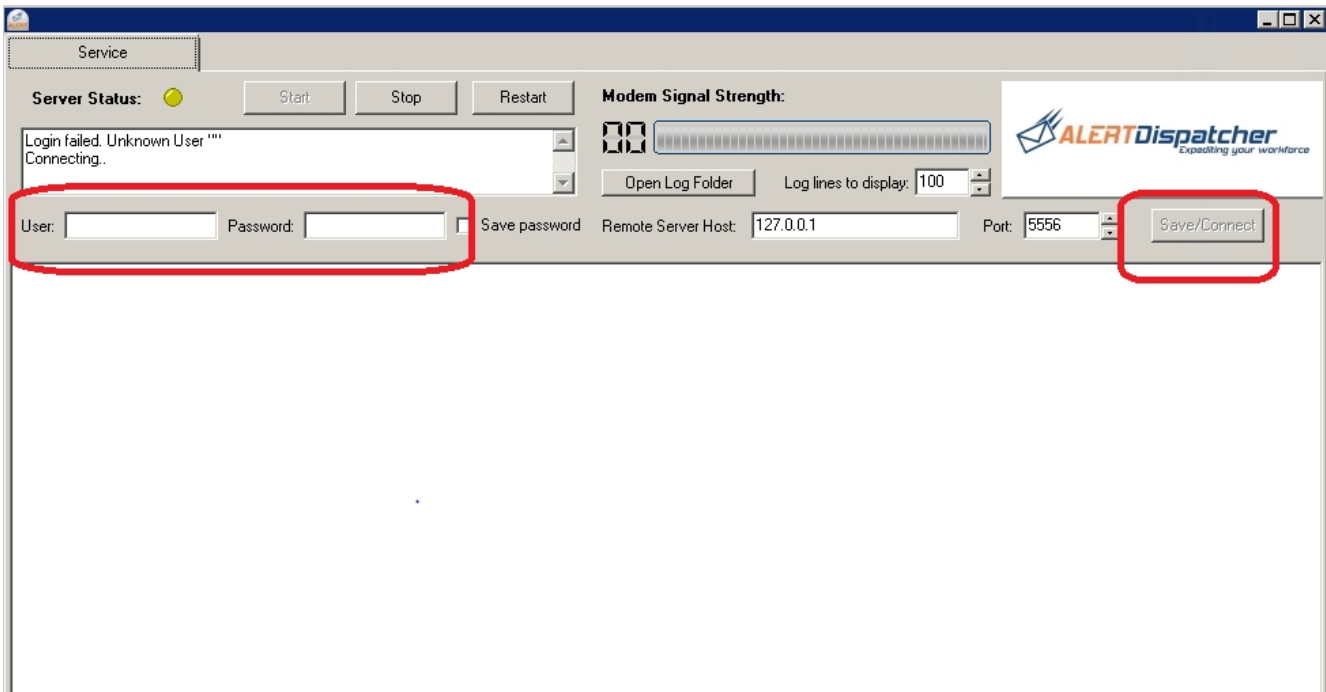 ALERT
Service
Server Status: Start Stop Restart
Modem Signal Strength:
Login failed. Unknown User ""
Connecting..
00
ALERTDispatcher
Expediting your workforce
Open Log Folder Log lines to display: 100
User: Password: Save password Remote Server Host: 127.0.0.1 Port: 5556 Save/Connect